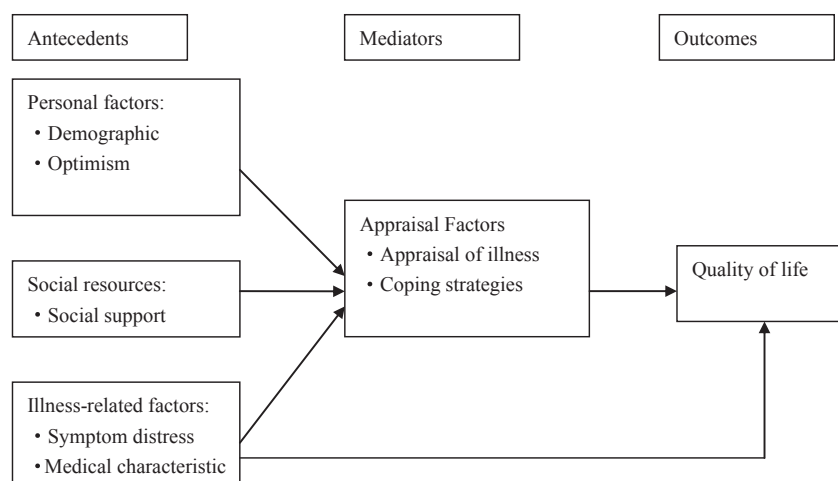 Antecedents
Mediators
Outcomes
Personal factors:
・Demographic
・Optimism
Social resources:
・Social support
Illness-related factors:
・Symptom distress
・Medical characteristic
Appraisal Factors
・Appraisal of illness
・Coping strategies
Quality of life